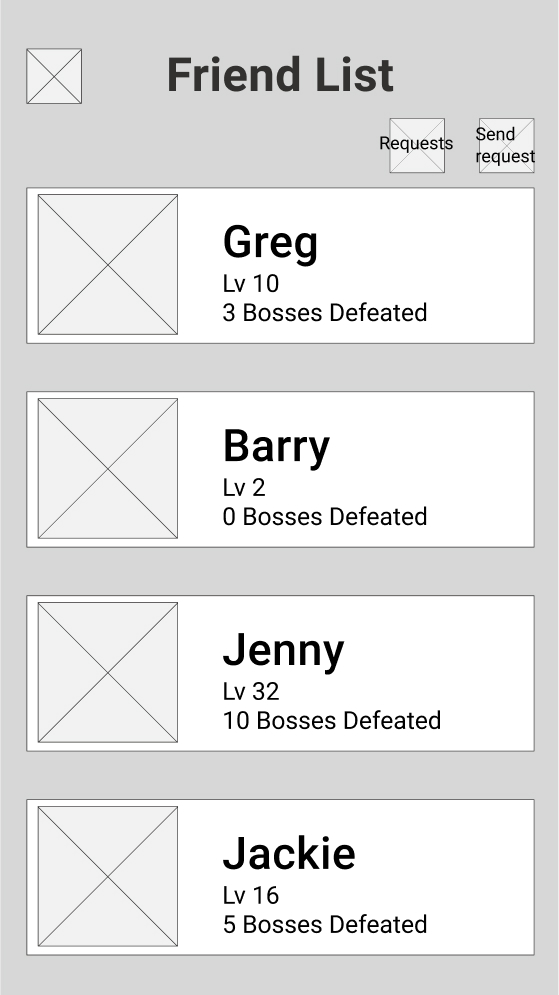 Friend List
Requests
Send
request
Greg
Lv 10
3 Bosses Defeated
Barry
Lv 2
0 Bosses Defeated
Jenny
Lv 32
10 Bosses Defeated
Jackie
Lv 16
5 Bosses Defeated